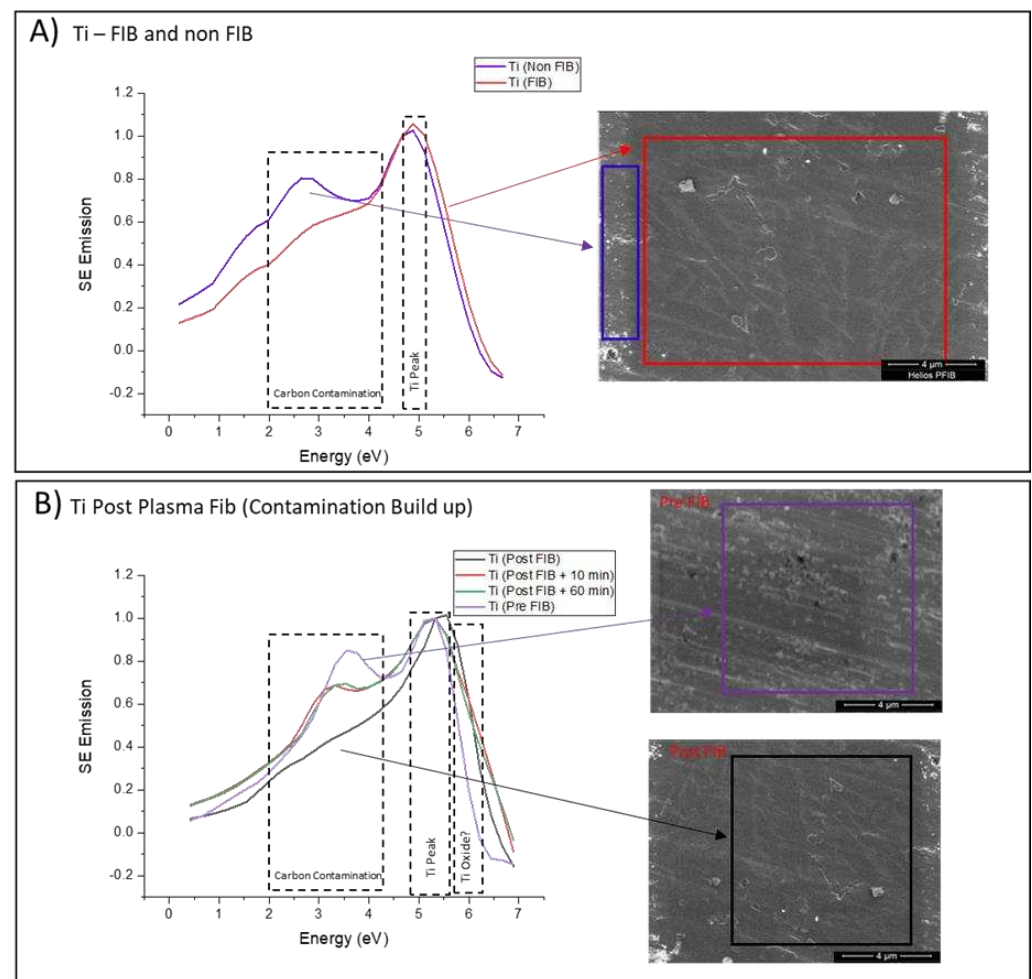 A) Ti – FIB and non FIB
Ti (Non FIB)
Ti (FIB)
1.2
1.0
0.8
0.6
0.4
0.2
0.0
-0.2
SE Emission
Carbon Contamination
Ti Peak
0 1 2 3 4 5 6 7
Energy (eV)
4 µm
Helios PFIB
B) Ti Post Plasma Fib (Contamination Build up)
Ti (Post FIB)
Ti (Post FIB + 10 min)
Ti (Post FIB + 60 min)
Ti (Pre FIB)
1.2
1.0
0.8
0.6
0.4
0.2
0.0
-0.2
SE Emission
Carbon Contamination
Ti Peak
Ti Oxide?
0 1 2 3 4 5 6 7
Energy (eV)
Pre FIB
4 µm
Post FIB
4 µm